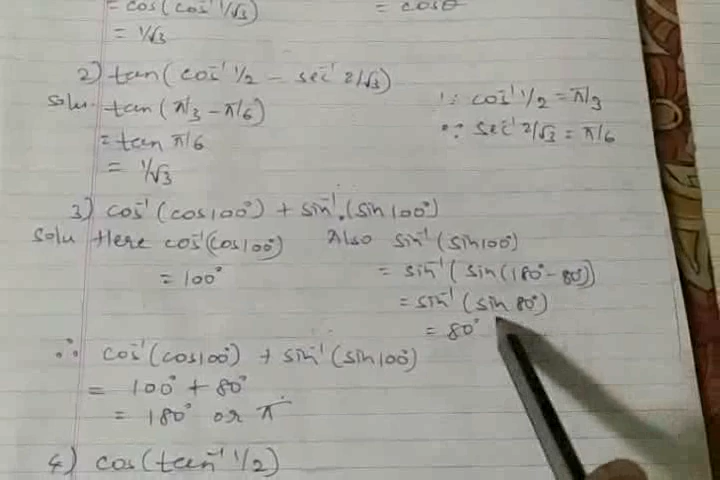 = cos(cos⁻¹ 1/√3)        = cosθ
= 1/√3
2) tan(cos⁻¹ 1/2 - sec⁻¹ 2/√3)
Solu. tan(π/3 - π/6)        ∵ cos⁻¹ 1/2 = π/3
= tan π/6        ∵ sec⁻¹ 2/√3 = π/6
= 1/√3
3) cos⁻¹(cos100°) + sin⁻¹.(sin100°)
Solu Here cos⁻¹(cos100°)        Also sin⁻¹(sin100°)
= 100°        = sin⁻¹(sin(180°-80°))
= sin⁻¹(sin 80°)
= 80°
∴ cos⁻¹(cos100°) + sin⁻¹(sin100°)
= 100° + 80°
= 180° or π
4) cos(tan⁻¹ 1/2)